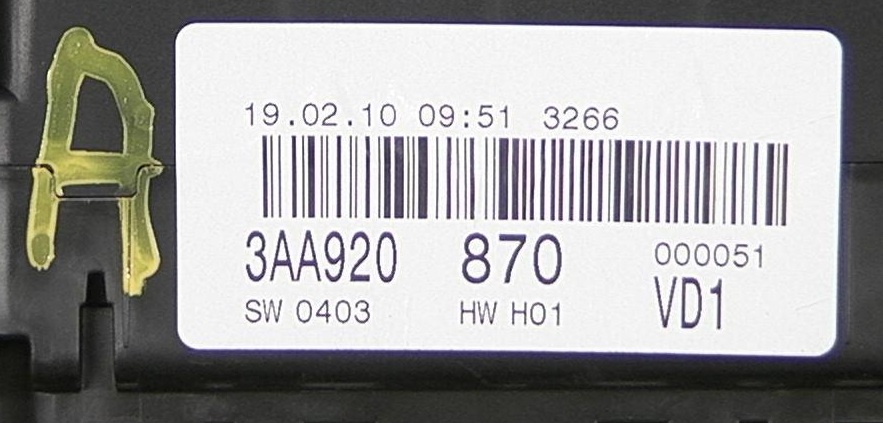 A
19.02.10 09:51 3266
3AA920 870 000051
SW 0403 HW H01 VD1